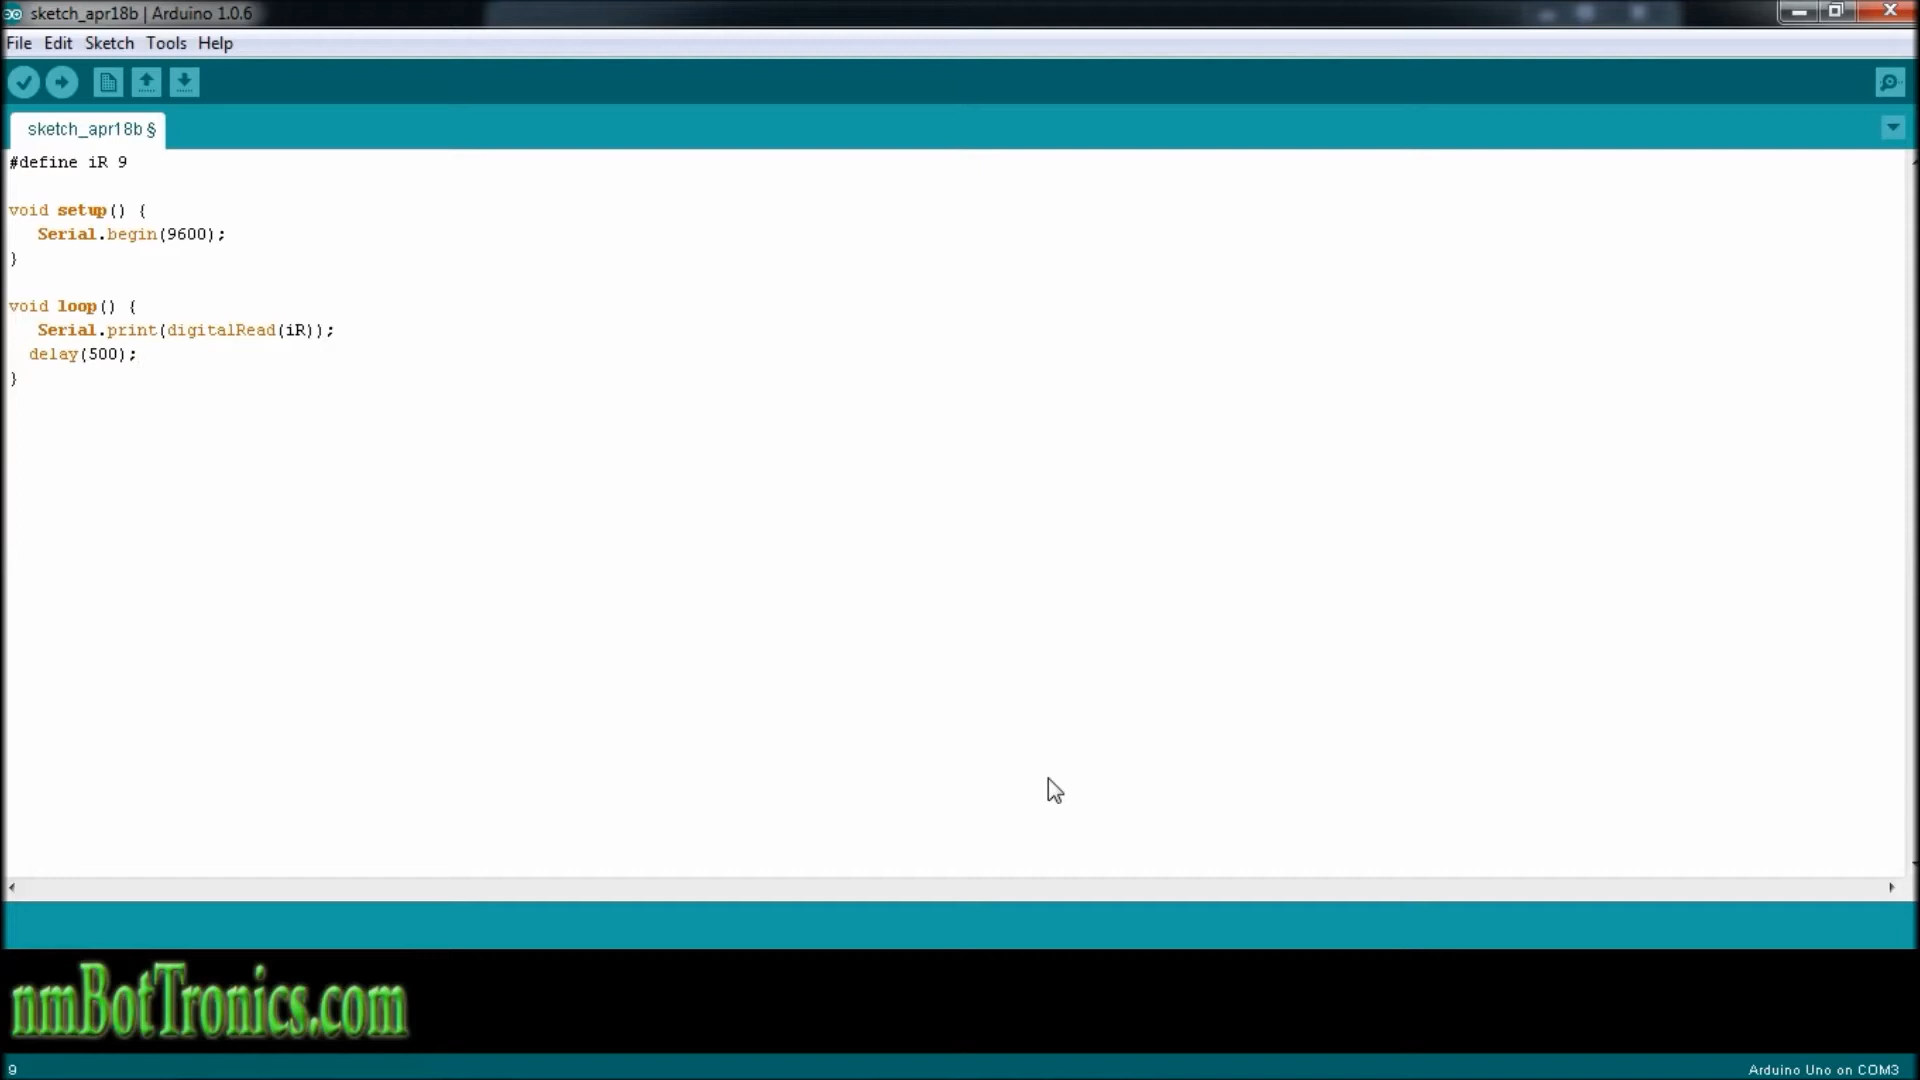 sketch_apr18b | Arduino 1.0.6
File Edit Sketch Tools Help
sketch_apr18b §
#define iR 9
void setup() {
Serial.begin(9600);
}
void loop() {
Serial.print(digitalRead(iR));
delay(500);
}
nmBotTronics.com
9
Arduino Uno on COM3